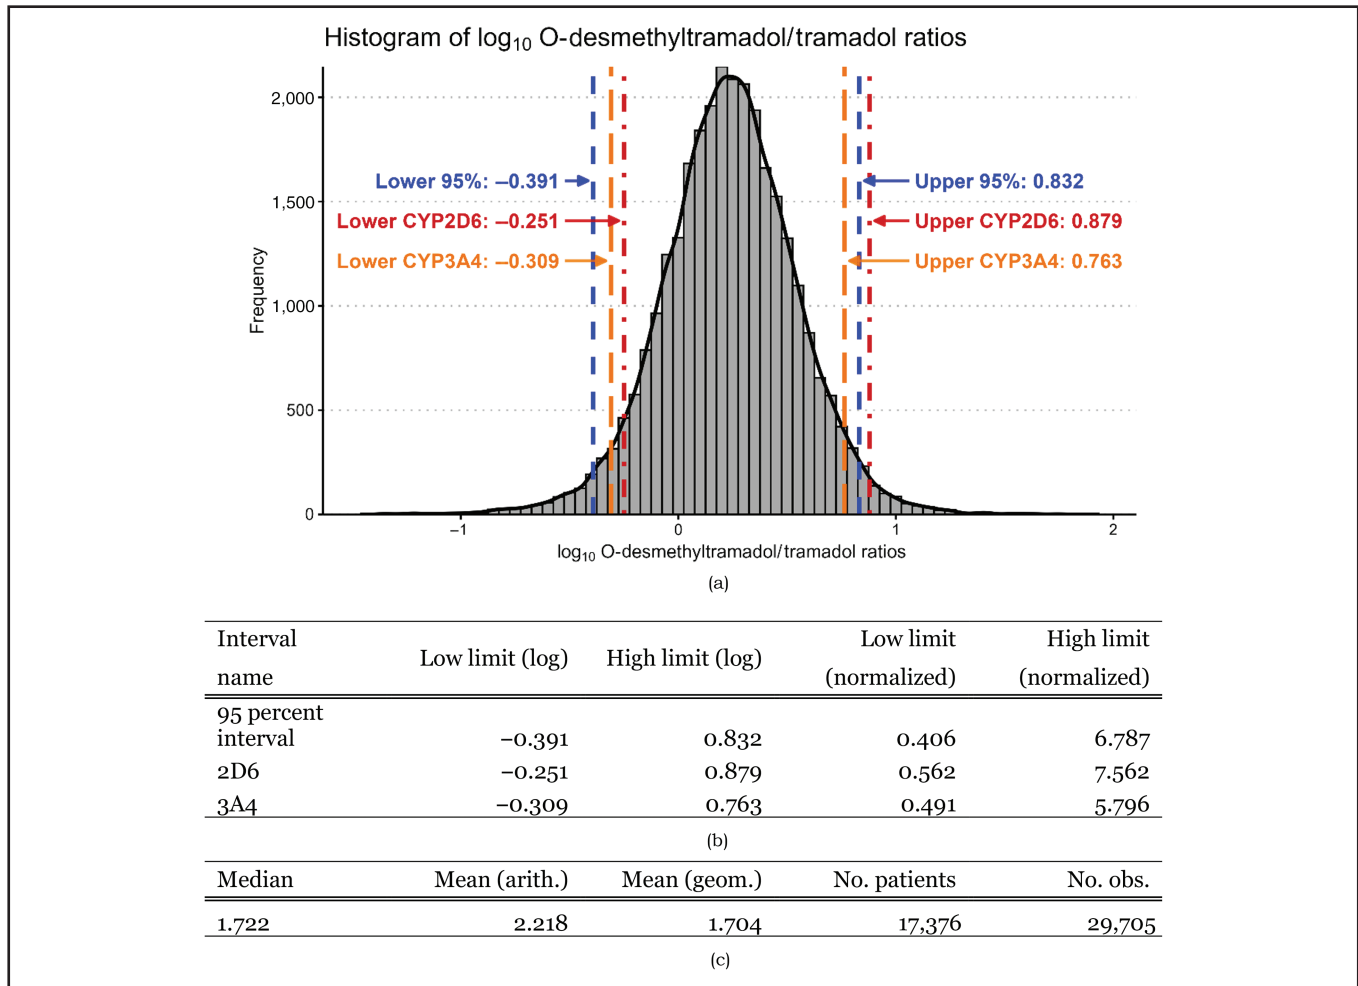 Histogram of log10 O-desmethyltramadol/tramadol ratios
Frequency
2,000
1,500
1,000
500
0
Lower 95%: –0.391
Lower CYP2D6: –0.251
Lower CYP3A4: –0.309
Upper 95%: 0.832
Upper CYP2D6: 0.879
Upper CYP3A4: 0.763
–1 0 1 2
log10 O-desmethyltramadol/tramadol ratios
(a)
Interval name Low limit (log) High limit (log) Low limit (normalized) High limit (normalized)
95 percent interval −0.391 0.832 0.406 6.787
2D6 −0.251 0.879 0.562 7.562
3A4 −0.309 0.763 0.491 5.796
(b)
Median Mean (arith.) Mean (geom.) No. patients No. obs.
1.722 2.218 1.704 17,376 29,705
(c)